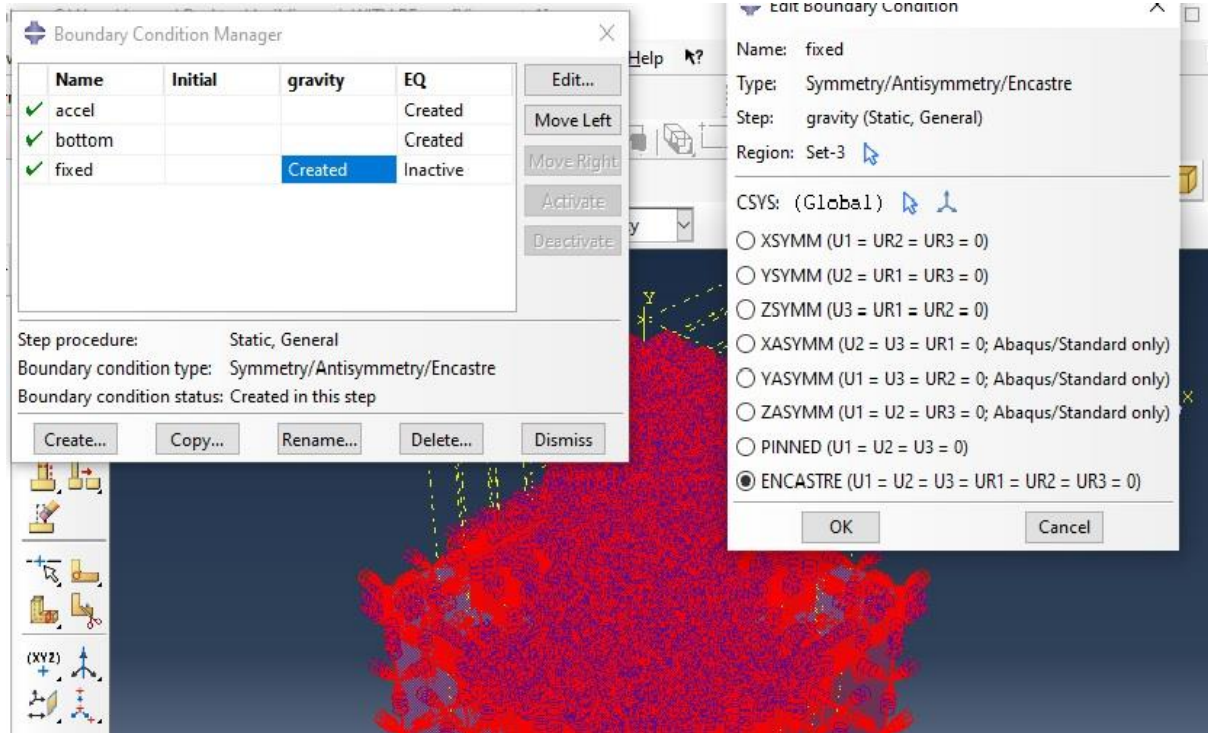 Boundary Condition Manager
Name Initial gravity EQ
accel Created
bottom Created
fixed Created Inactive
Edit...
Move Left
Move Right
Activate
Deactivate
Step procedure: Static, General
Boundary condition type: Symmetry/Antisymmetry/Encastre
Boundary condition status: Created in this step
Create... Copy... Rename... Delete... Dismiss
Help
y
Y
X
(XYZ)
Edit Boundary Condition
Name: fixed
Type: Symmetry/Antisymmetry/Encastre
Step: gravity (Static, General)
Region: Set-3
CSYS: (Global)
XSYMM (U1 = UR2 = UR3 = 0)
YSYMM (U2 = UR1 = UR3 = 0)
ZSYMM (U3 = UR1 = UR2 = 0)
XASYMM (U2 = U3 = UR1 = 0; Abaqus/Standard only)
YASYMM (U1 = U3 = UR2 = 0; Abaqus/Standard only)
ZASYMM (U1 = U2 = UR3 = 0; Abaqus/Standard only)
PINNED (U1 = U2 = U3 = 0)
ENCASTRE (U1 = U2 = U3 = UR1 = UR2 = UR3 = 0)
OK Cancel